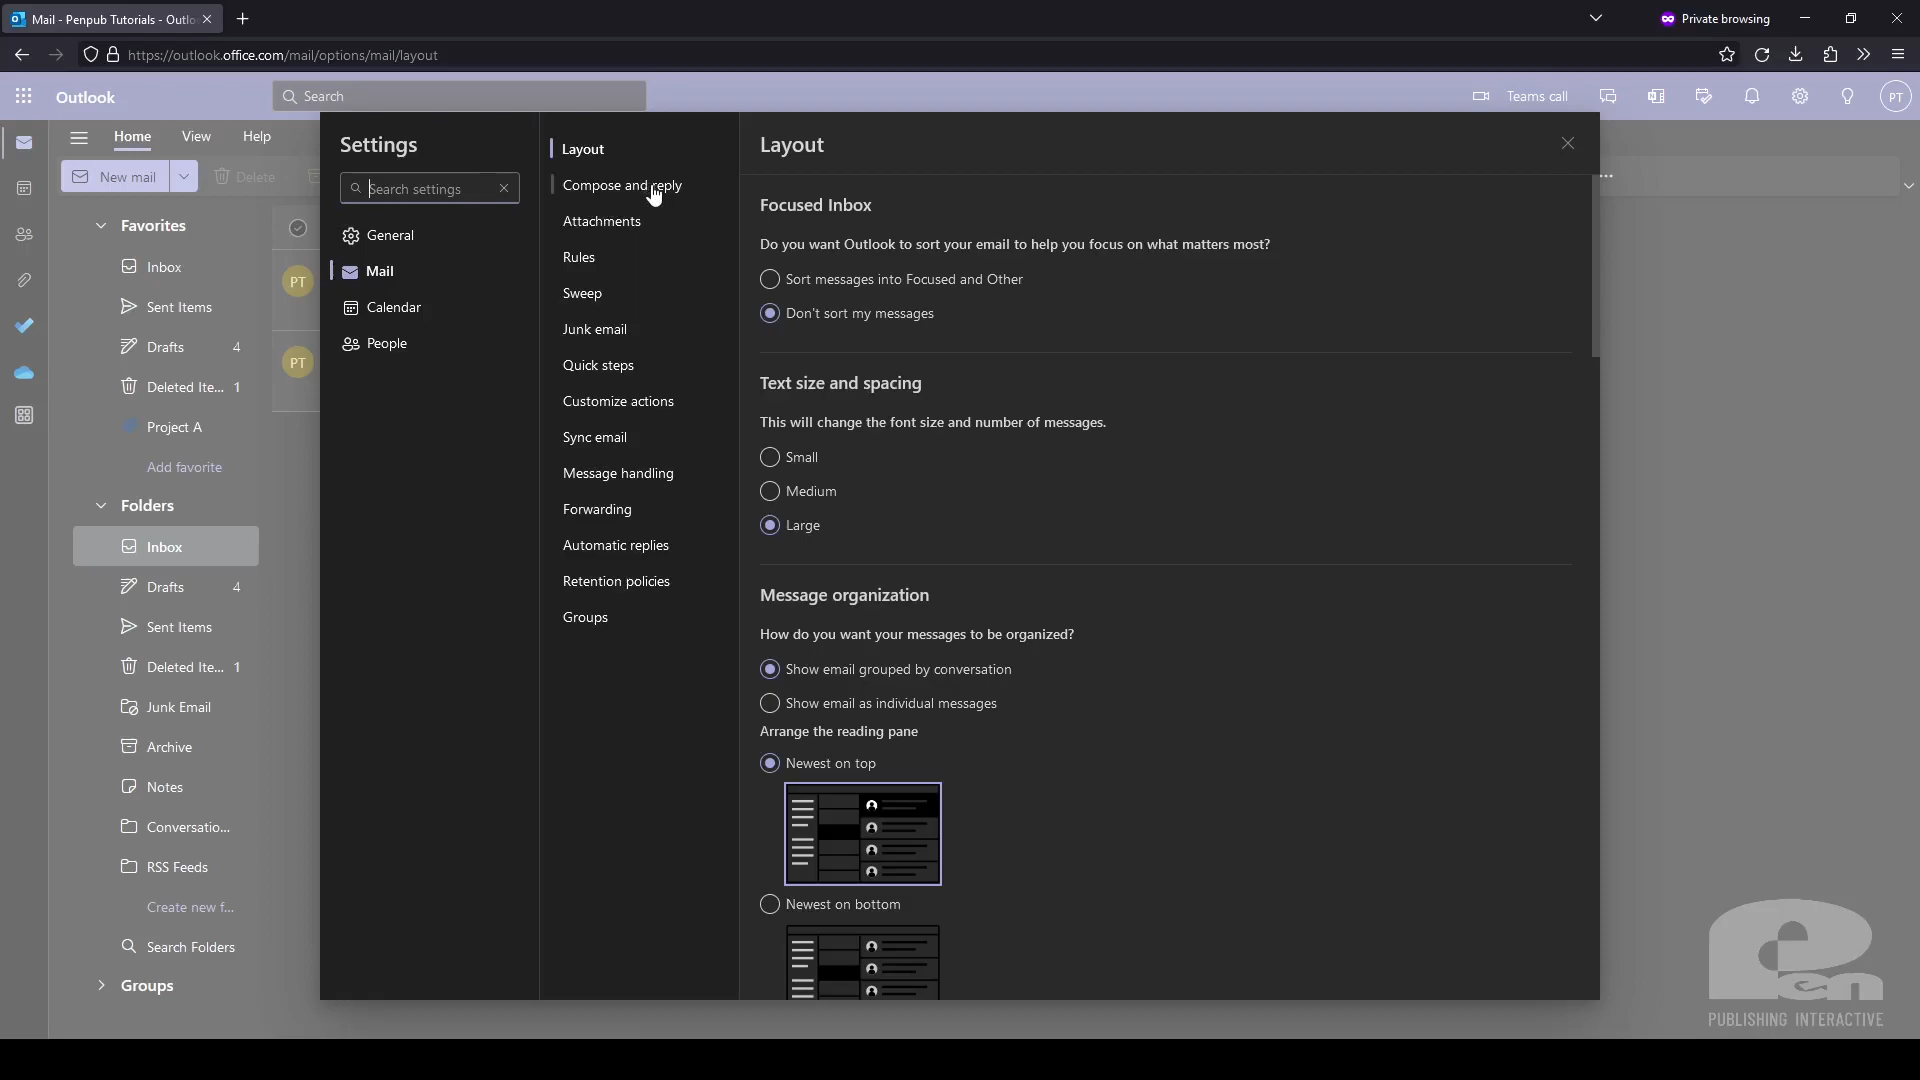 Mail - Penpub Tutorials - Outlo
Private browsing
https://outlook.office.com/mail/options/mail/layout
Outlook
Search
Teams call
PT
Home
View
Help
New mail
Delete
Favorites
Inbox
Sent Items
Drafts 4
Deleted Ite... 1
Project A
Add favorite
Folders
Inbox
Drafts 4
Sent Items
Deleted Ite... 1
Junk Email
Archive
Notes
Conversatio...
RSS Feeds
Create new f...
Search Folders
Groups
PT
PT
Settings
Search settings
General
Mail
Calendar
People
Layout
Compose and reply
Attachments
Rules
Sweep
Junk email
Quick steps
Customize actions
Sync email
Message handling
Forwarding
Automatic replies
Retention policies
Groups
Layout
Focused Inbox
Do you want Outlook to sort your email to help you focus on what matters most?
Sort messages into Focused and Other
Don't sort my messages
Text size and spacing
This will change the font size and number of messages.
Small
Medium
Large
Message organization
How do you want your messages to be organized?
Show email grouped by conversation
Show email as individual messages
Arrange the reading pane
Newest on top
Newest on bottom
Pen
PUBLISHING INTERACTIVE